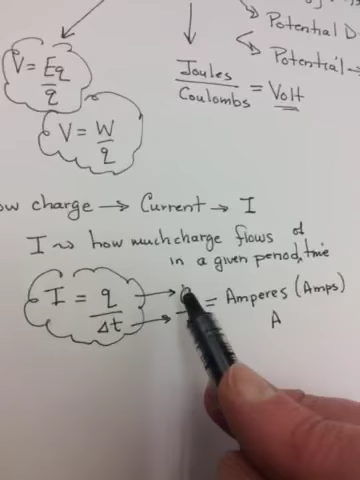 Potential D
V = Eq/q
Potential
Joules/Coulombs = Volt
V = W/q
ow charge → Current → I
I ~> how much charge flows
in a given period of time
I = q/Δt → → = Amperes (Amps)
A